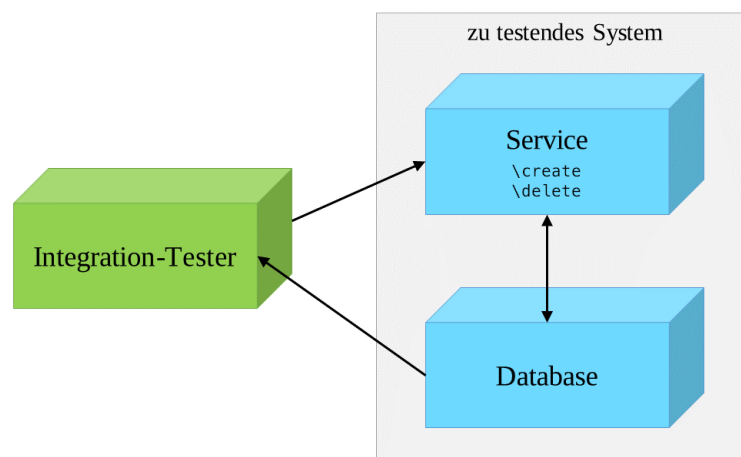 zu testendes System
Service
\create
\delete
Integration-Tester
Database